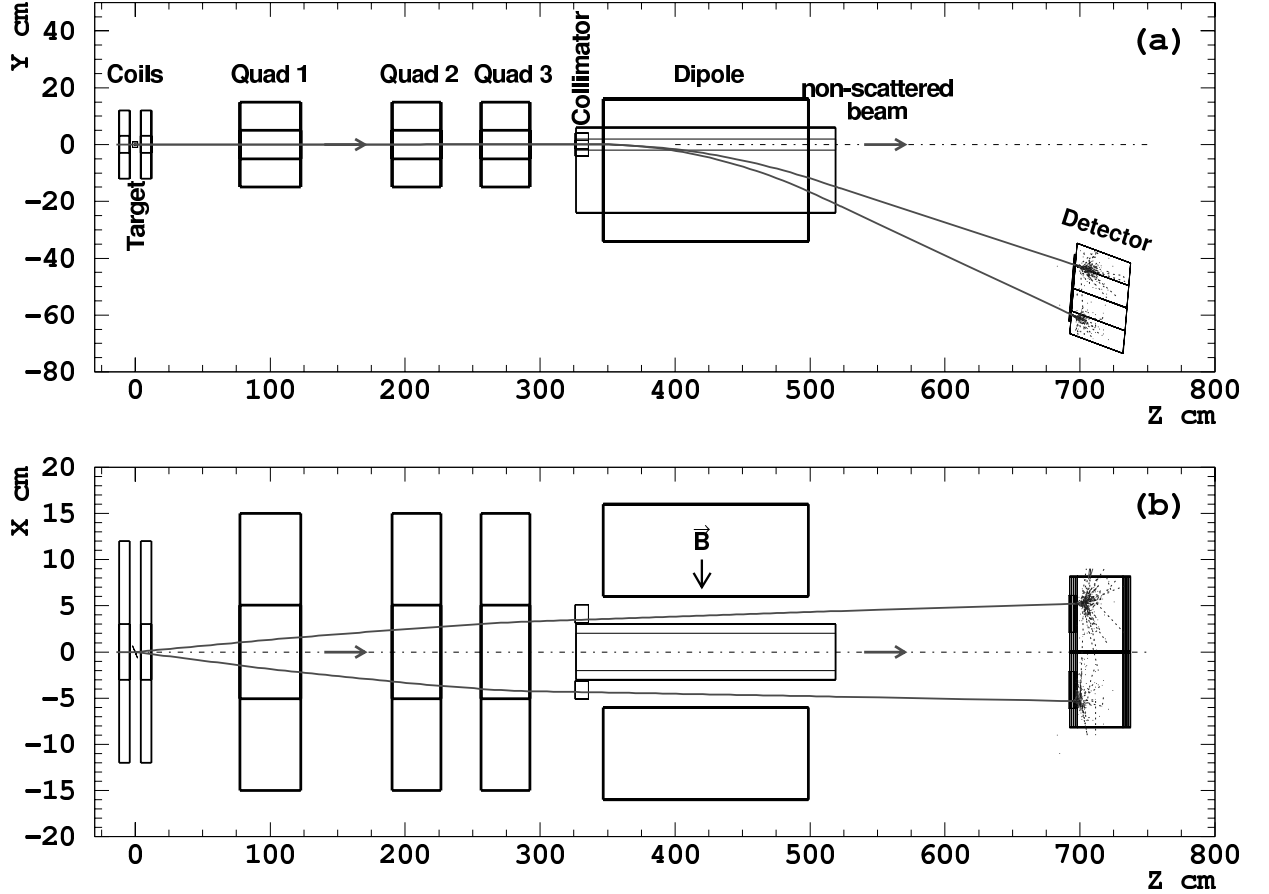 Y cm
40
20
0
−20
−40
−60
−80
(a)
Coils
Quad 1
Quad 2
Quad 3
Collimator
Dipole
non-scattered
beam
Target
Detector
0 100 200 300 400 500 600 700 800
Z cm
X cm
20
15
10
5
0
−5
−10
−15
−20
(b)
B
0 100 200 300 400 500 600 700 800
Z cm